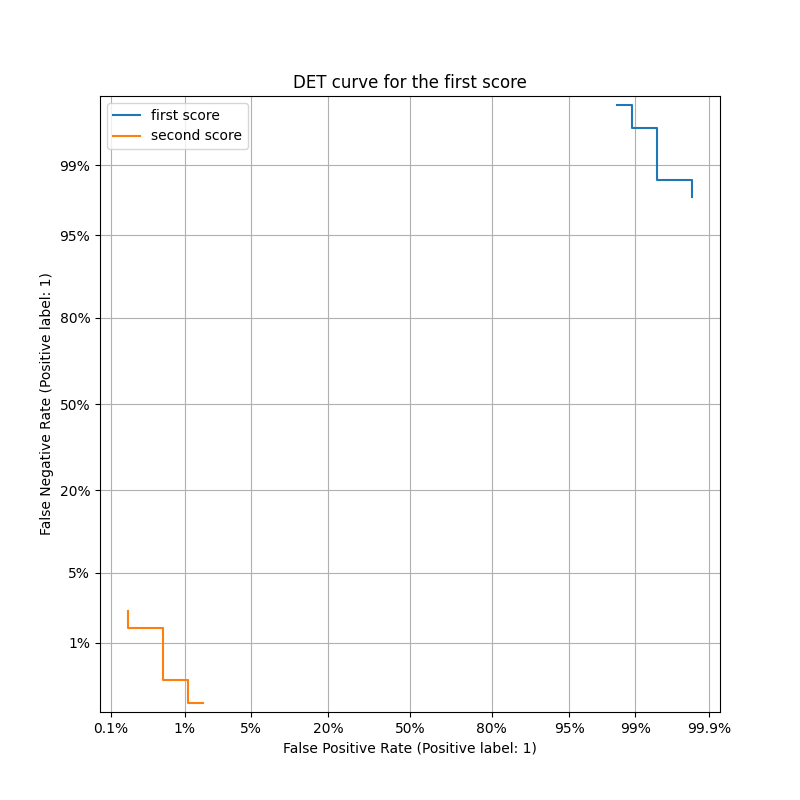 DET curve for the first score
first score
second score
False Negative Rate (Positive label: 1)
99%
95%
80%
50%
20%
5%
1%
0.1% 1% 5% 20% 50% 80% 95% 99% 99.9%
False Positive Rate (Positive label: 1)